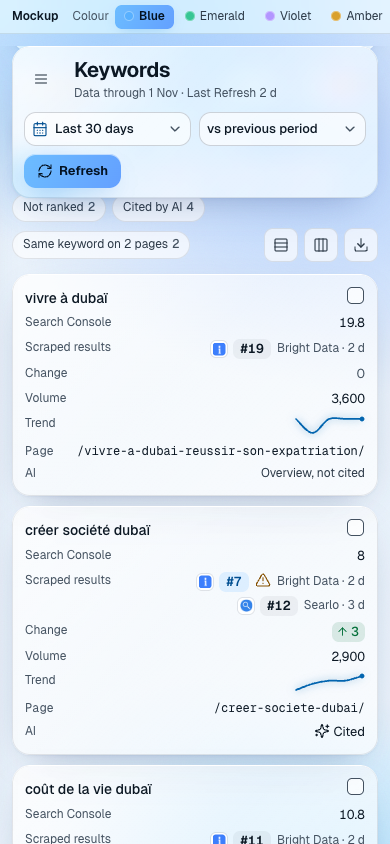 Mockup Colour Blue Emerald Violet Amber
Keywords
Data through 1 Nov · Last Refresh 2 d
Last 30 days vs previous period
Refresh
Not ranked 2 Cited by AI 4
Same keyword on 2 pages 2
vivre à dubaï
Search Console 19.8
Scraped results #19 Bright Data · 2 d
Change 0
Volume 3,600
Trend
Page /vivre-a-dubai-reussir-son-expatriation/
AI Overview, not cited
créer société dubaï
Search Console 8
Scraped results #7 Bright Data · 2 d
#12 Searlo · 3 d
Change ↑ 3
Volume 2,900
Trend
Page /creer-societe-dubai/
AI Cited
coût de la vie dubaï
Search Console 10.8
Scraped results #11 Bright Data · 2 d